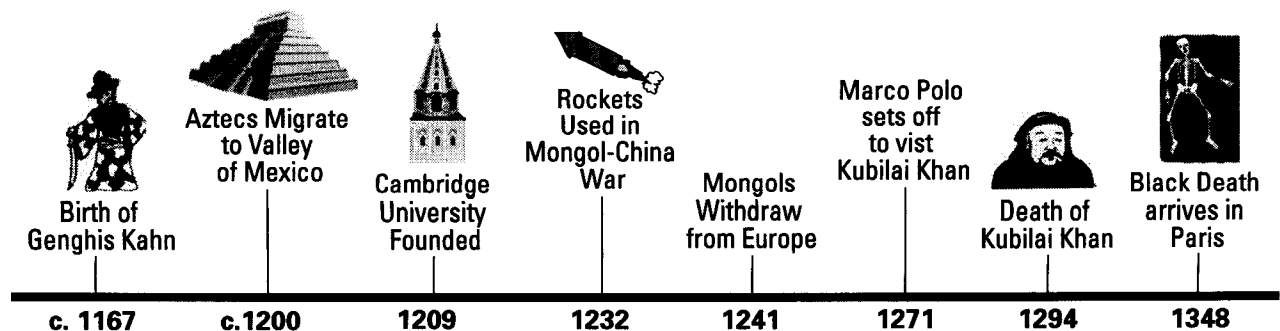 Birth of
Genghis Kahn
c. 1167
Aztecs Migrate
to Valley
of Mexico
c.1200
Cambridge
University
Founded
1209
Rockets
Used in
Mongol-China
War
1232
Mongols
Withdraw
from Europe
1241
Marco Polo
sets off
to vist
Kubilai Khan
1271
Death of
Kubilai Khan
1294
Black Death
arrives in
Paris
1348